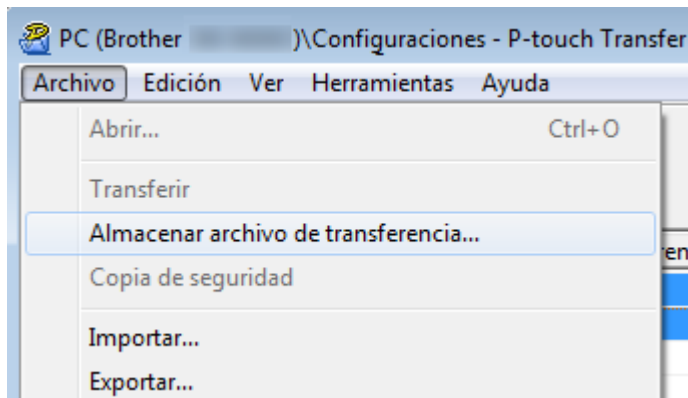 PC (Brother )\Configuraciones - P-touch Transfer
Archivo Edición Ver Herramientas Ayuda
Abrir... Ctrl+O
Transferir
Almacenar archivo de transferencia...
Copia de seguridad
Importar...
Exportar...